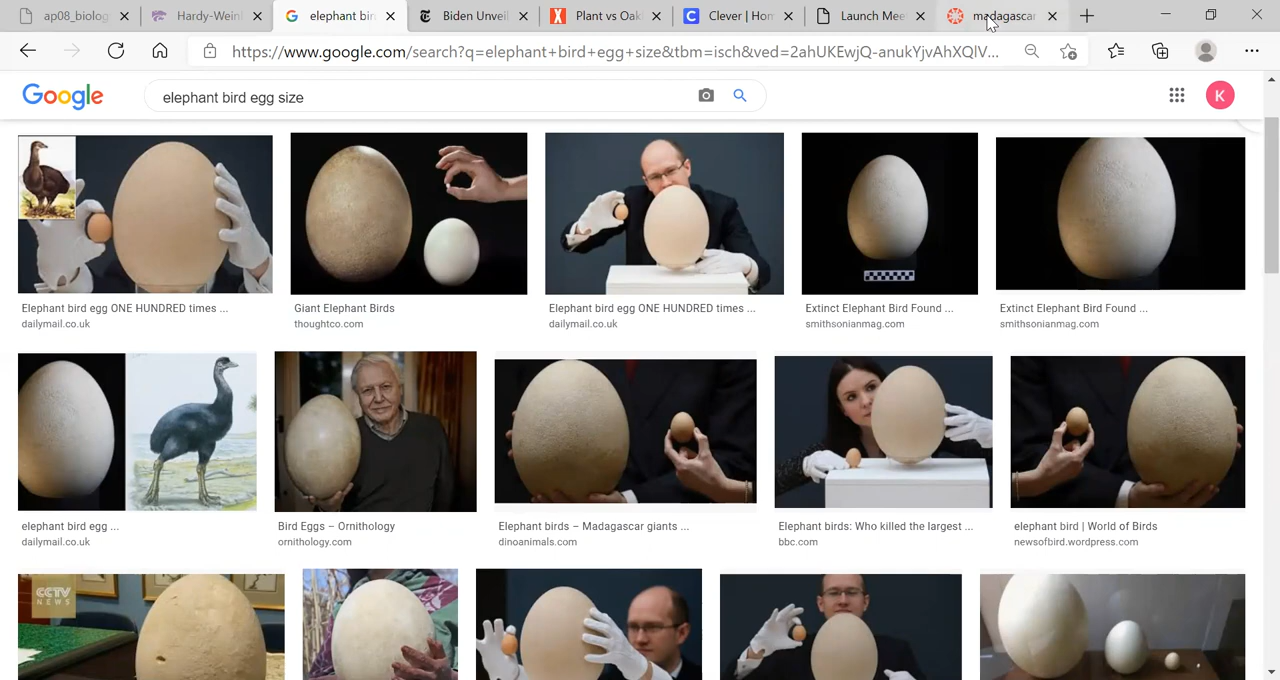 ap08_biolog
Hardy-Weinl
elephant bir
Biden Unveil
Plant vs Oak
Clever | Hom
Launch Mee
madagascar
https://www.google.com/search?q=elephant+bird+egg+size&tbm=isch&ved=2ahUKEwjQ-anukYjvAhXQlV...
Google
elephant bird egg size
K
Elephant bird egg ONE HUNDRED times ...
dailymail.co.uk
Giant Elephant Birds
thoughtco.com
Elephant bird egg ONE HUNDRED times ...
dailymail.co.uk
Extinct Elephant Bird Found ...
smithsonianmag.com
Extinct Elephant Bird Found ...
smithsonianmag.com
elephant bird egg ...
dailymail.co.uk
Bird Eggs – Ornithology
ornithology.com
Elephant birds – Madagascar giants ...
dinoanimals.com
Elephant birds: Who killed the largest ...
bbc.com
elephant bird | World of Birds
newsofbird.wordpress.com
CCTV
NEWS